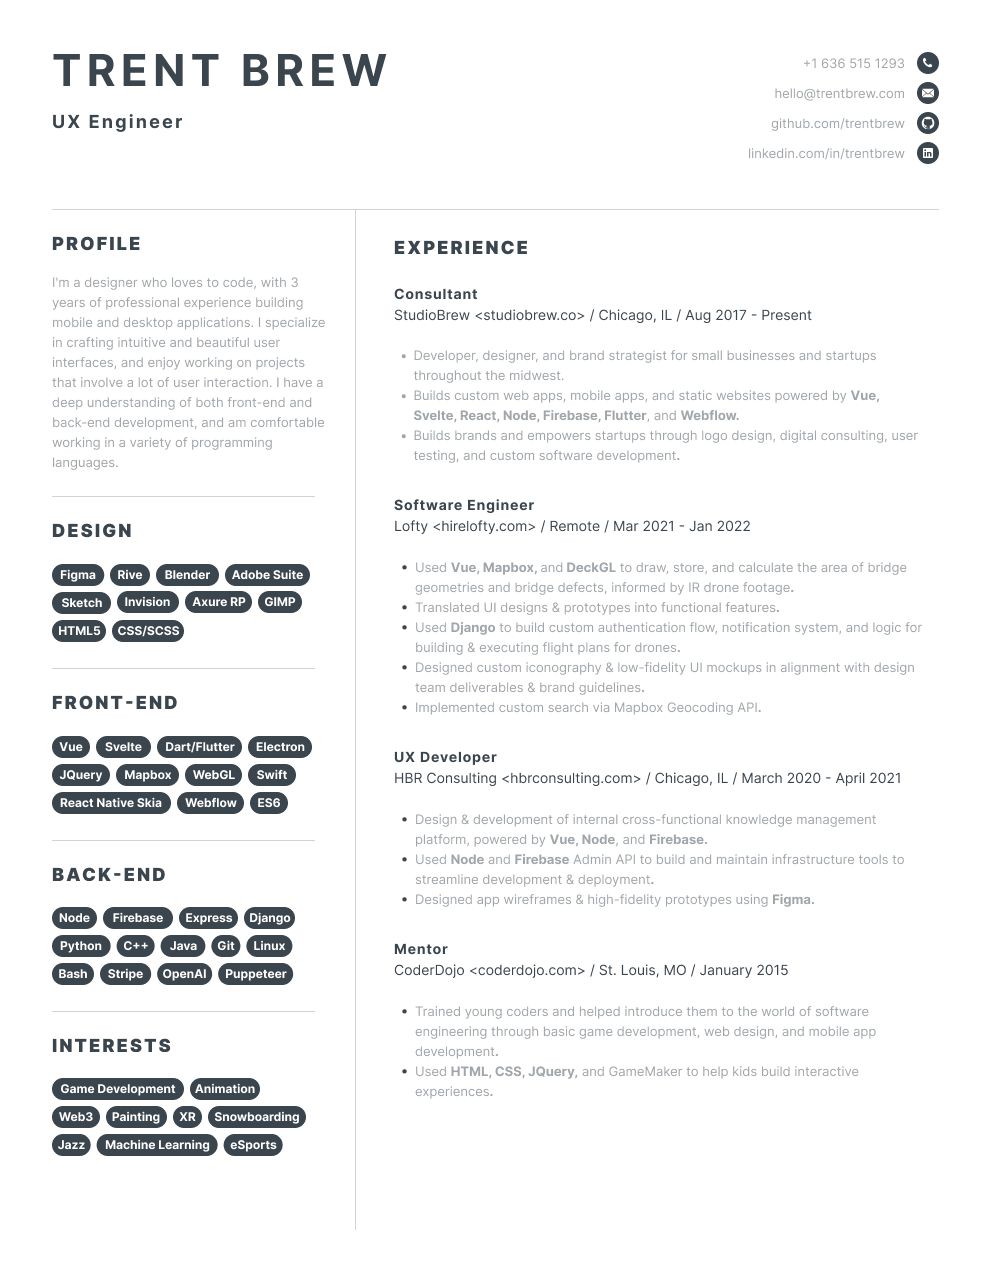 TRENT BREW
UX Engineer
+1 636 515 1293
hello@trentbrew.com
github.com/trentbrew
linkedin.com/in/trentbrew
PROFILE
I'm a designer who loves to code, with 3
years of professional experience building
mobile and desktop applications. I specialize
in crafting intuitive and beautiful user
interfaces, and enjoy working on projects
that involve a lot of user interaction. I have a
deep understanding of both front-end and
back-end development, and am comfortable
working in a variety of programming
languages.
DESIGN
Figma Rive Blender Adobe Suite
Sketch Invision Axure RP GIMP
HTML5 CSS/SCSS
FRONT-END
Vue Svelte Dart/Flutter Electron
JQuery Mapbox WebGL Swift
React Native Skia Webflow ES6
BACK-END
Node Firebase Express Django
Python C++ Java Git Linux
Bash Stripe OpenAI Puppeteer
INTERESTS
Game Development Animation
Web3 Painting XR Snowboarding
Jazz Machine Learning eSports
EXPERIENCE
Consultant
StudioBrew <studiobrew.co> / Chicago, IL / Aug 2017 - Present
• Developer, designer, and brand strategist for small businesses and startups
throughout the midwest.
• Builds custom web apps, mobile apps, and static websites powered by Vue,
Svelte, React, Node, Firebase, Flutter, and Webflow.
• Builds brands and empowers startups through logo design, digital consulting, user
testing, and custom software development.
Software Engineer
Lofty <hirelofty.com> / Remote / Mar 2021 - Jan 2022
• Used Vue, Mapbox, and DeckGL to draw, store, and calculate the area of bridge
geometries and bridge defects, informed by IR drone footage.
• Translated UI designs & prototypes into functional features.
• Used Django to build custom authentication flow, notification system, and logic for
building & executing flight plans for drones.
• Designed custom iconography & low-fidelity UI mockups in alignment with design
team deliverables & brand guidelines.
• Implemented custom search via Mapbox Geocoding API.
UX Developer
HBR Consulting <hbrconsulting.com> / Chicago, IL / March 2020 - April 2021
• Design & development of internal cross-functional knowledge management
platform, powered by Vue, Node, and Firebase.
• Used Node and Firebase Admin API to build and maintain infrastructure tools to
streamline development & deployment.
• Designed app wireframes & high-fidelity prototypes using Figma.
Mentor
CoderDojo <coderdojo.com> / St. Louis, MO / January 2015
• Trained young coders and helped introduce them to the world of software
engineering through basic game development, web design, and mobile app
development.
• Used HTML, CSS, JQuery, and GameMaker to help kids build interactive
experiences.